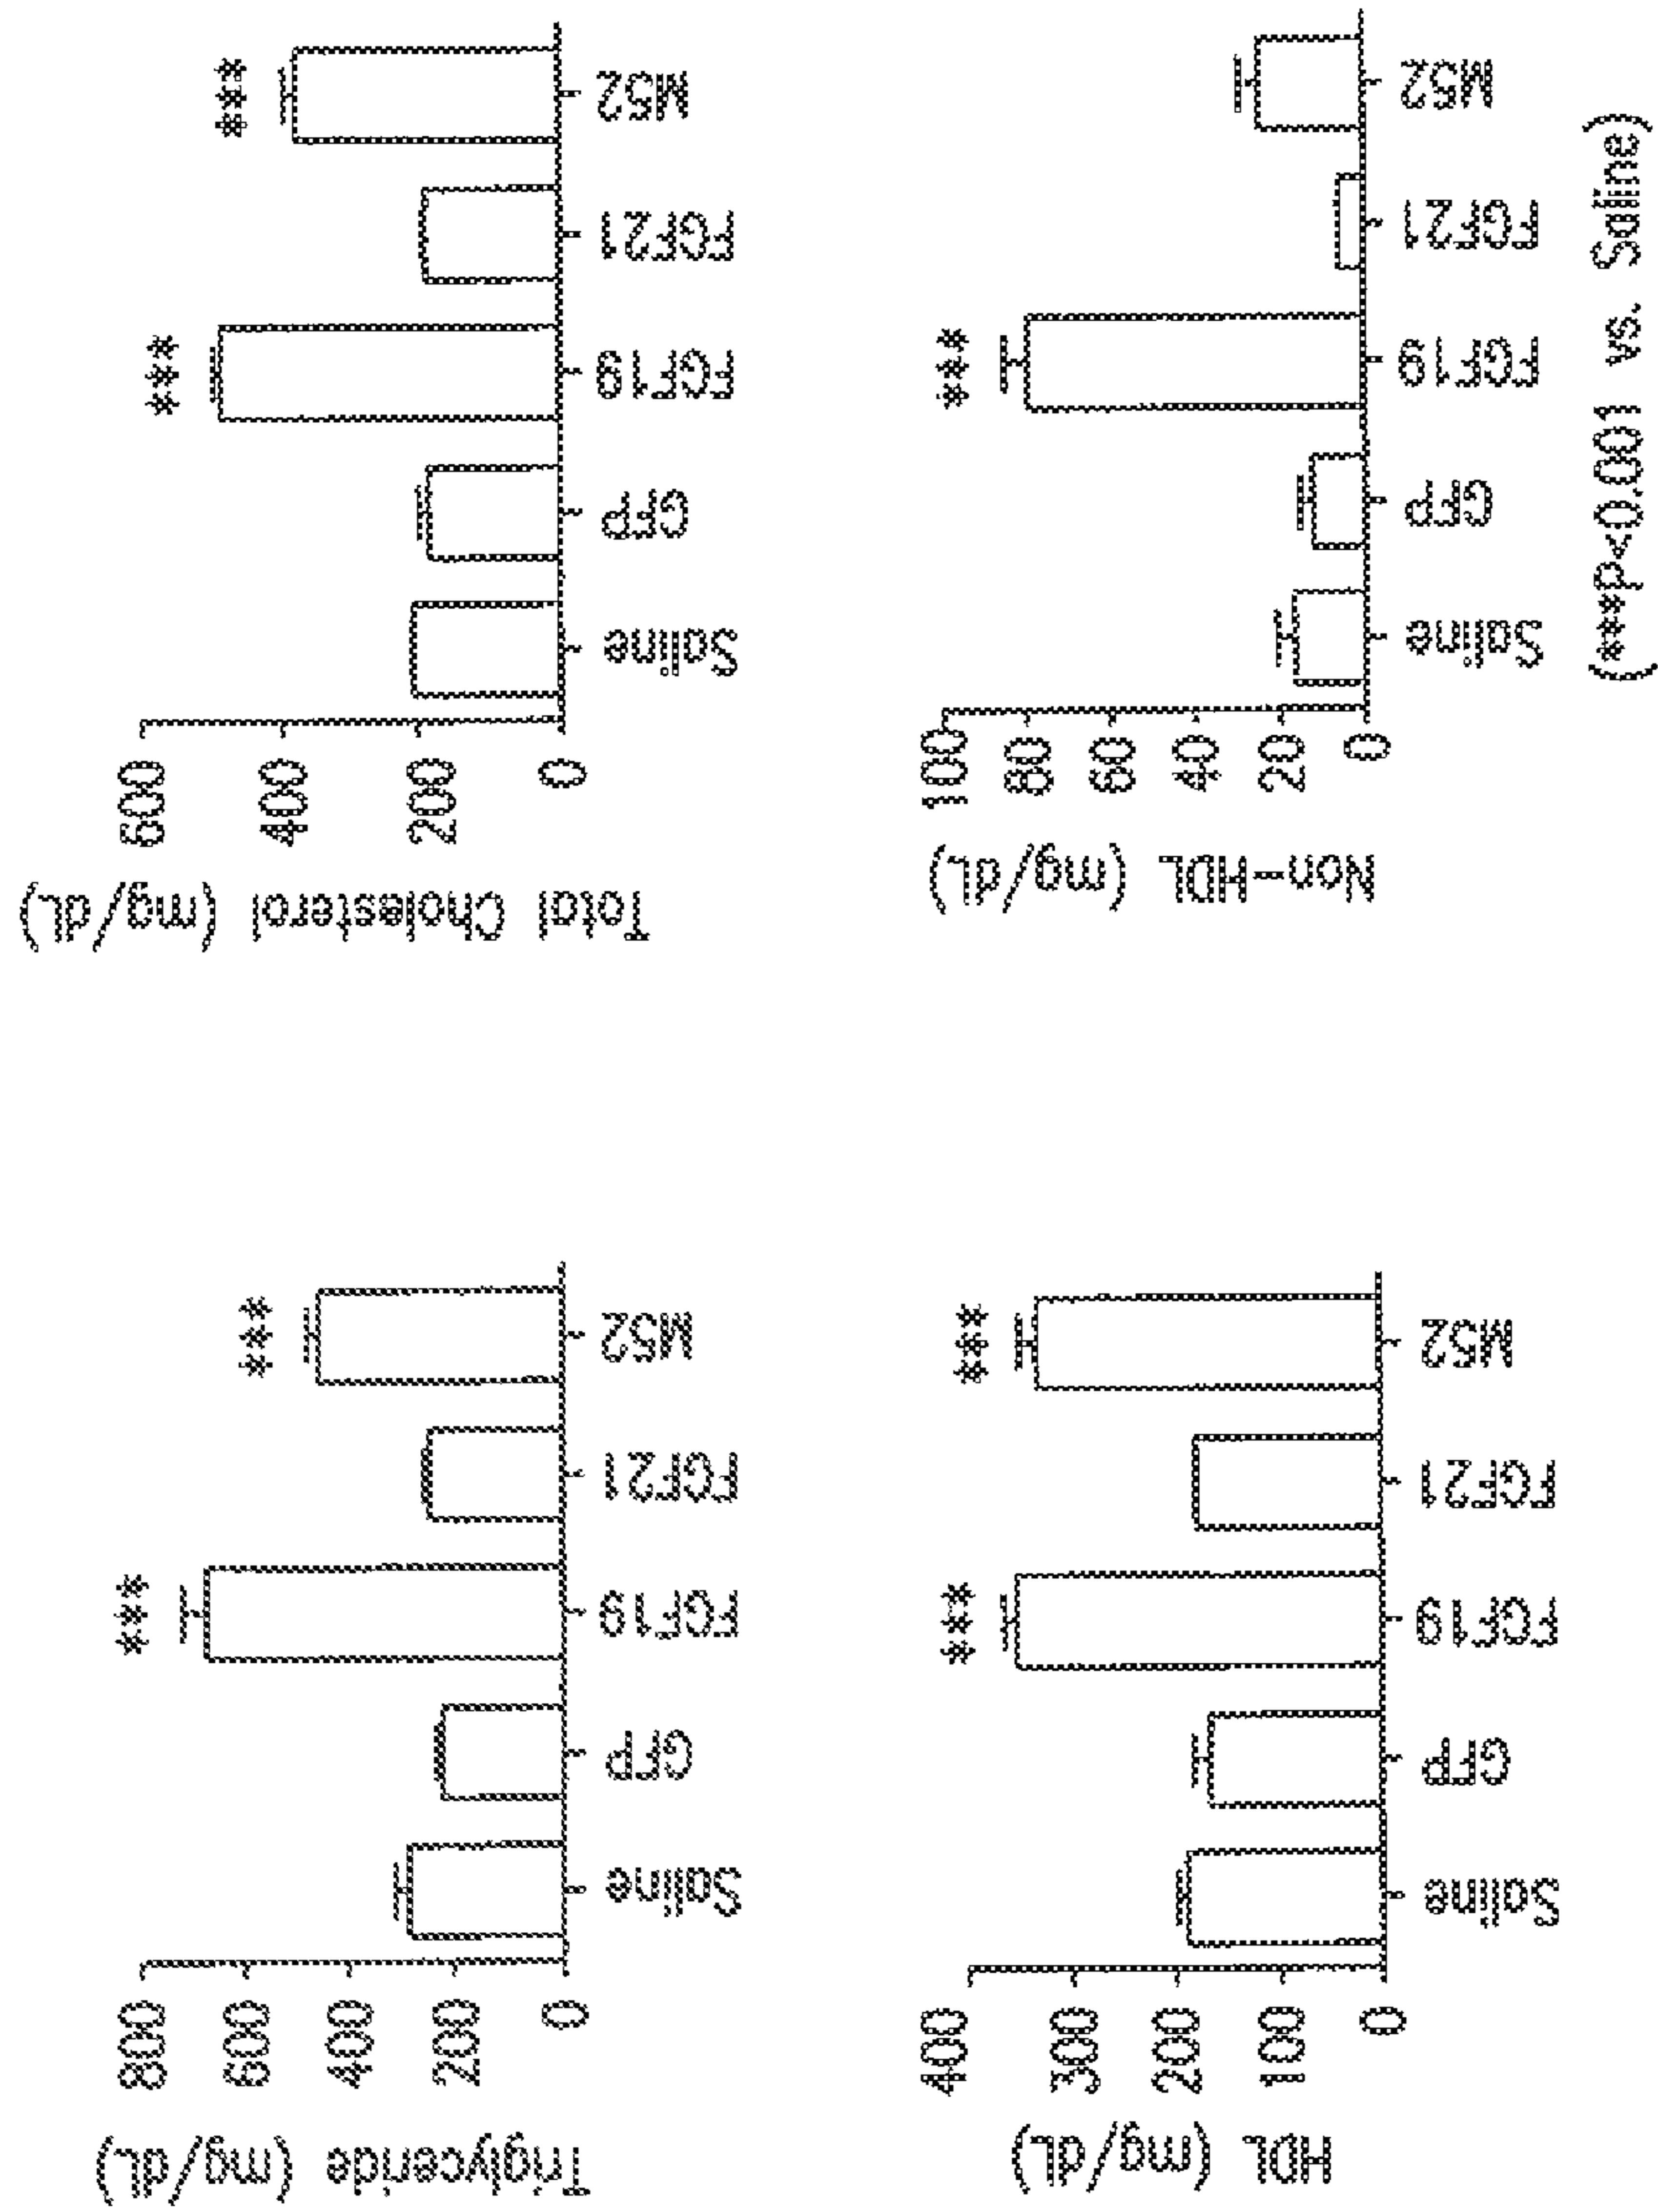 Triglyceride (mg/dL)
800
600
400
200
0
***
***
Saline
GFP
FGF19
FGF21
M52
Total Cholesterol (mg/dL)
600
400
200
0
***
***
Saline
GFP
FGF19
FGF21
M52
HDL (mg/dL)
400
300
200
100
0
***
***
Saline
GFP
FGF19
FGF21
M52
Non-HDL (mg/dL)
100
80
60
40
20
0
***
Saline
GFP
FGF19
FGF21
M52
(***p<0.001 vs. Saline)